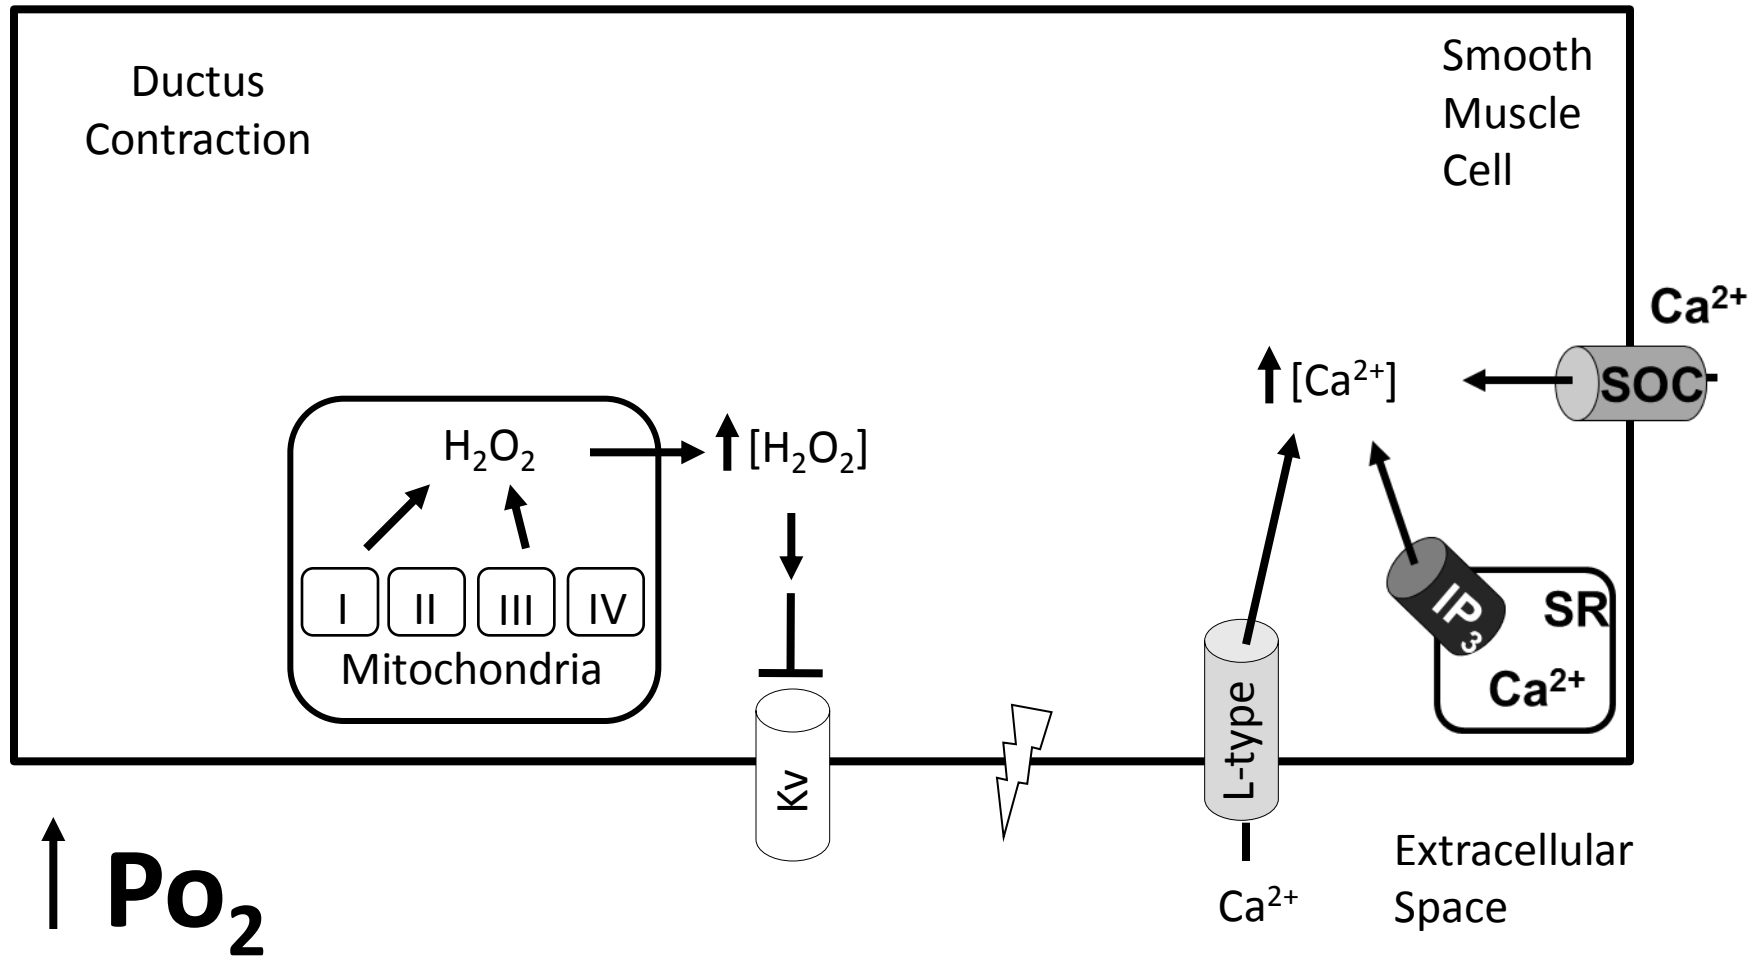 Ductus
Contraction
Smooth
Muscle
Cell
Ca²⁺
SOC
[Ca²⁺]
H₂O₂
[H₂O₂]
I
II
III
IV
Mitochondria
IP₃
SR
Ca²⁺
L-type
Kv
Extracellular
Space
Ca²⁺
Po₂